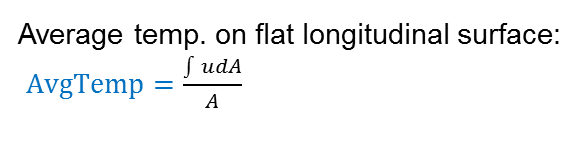 Average temp. on flat longitudinal surface:
AvgTemp = ∫ udA / A